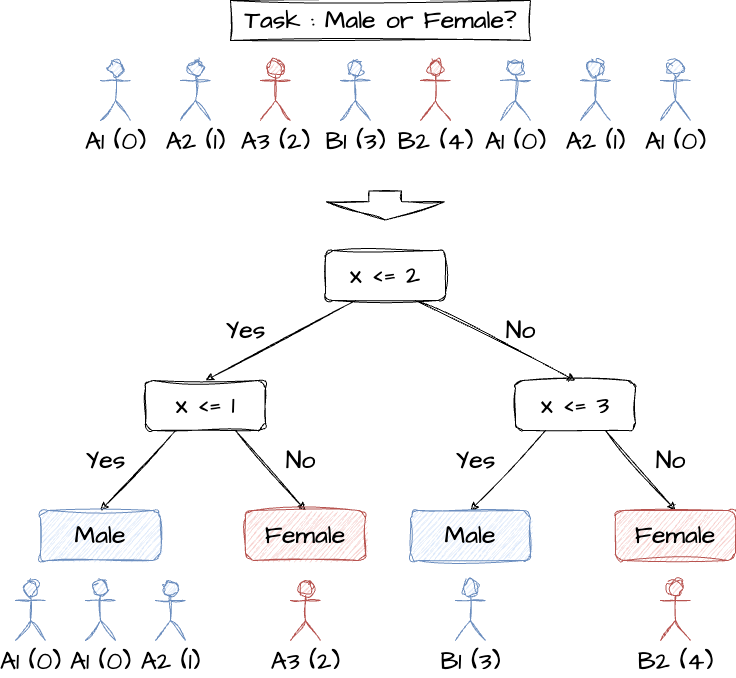 Task : Male or Female?
A1 (0) A2 (1) A3 (2) B1 (3) B2 (4) A1 (0) A2 (1) A1 (0)
x <= 2
Yes No
x <= 1 x <= 3
Yes No Yes No
Male Female Male Female
A1 (0) A1 (0) A2 (1) A3 (2) B1 (3) B2 (4)